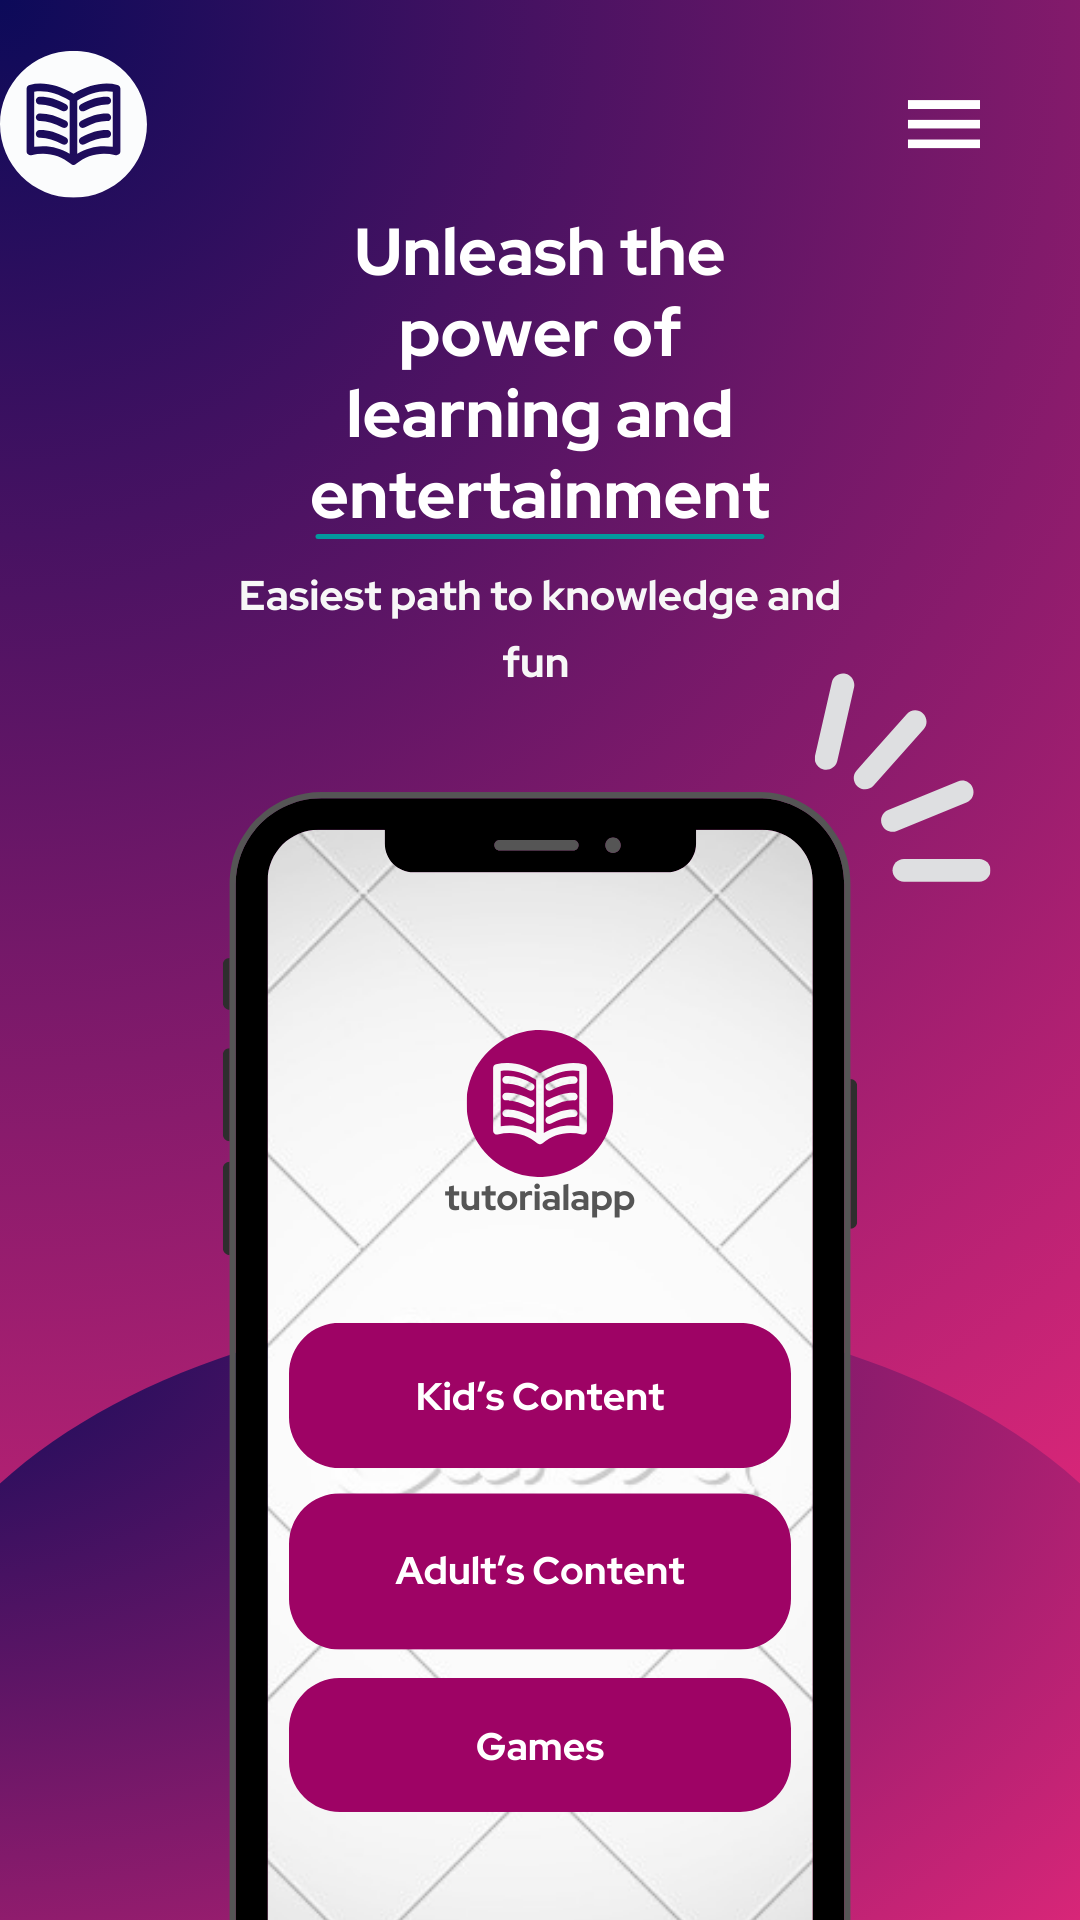 Unleash the
power of
learning and
entertainment
Easiest path to knowledge and
fun
tutorialapp
Kid’s Content
Adult’s Content
Games